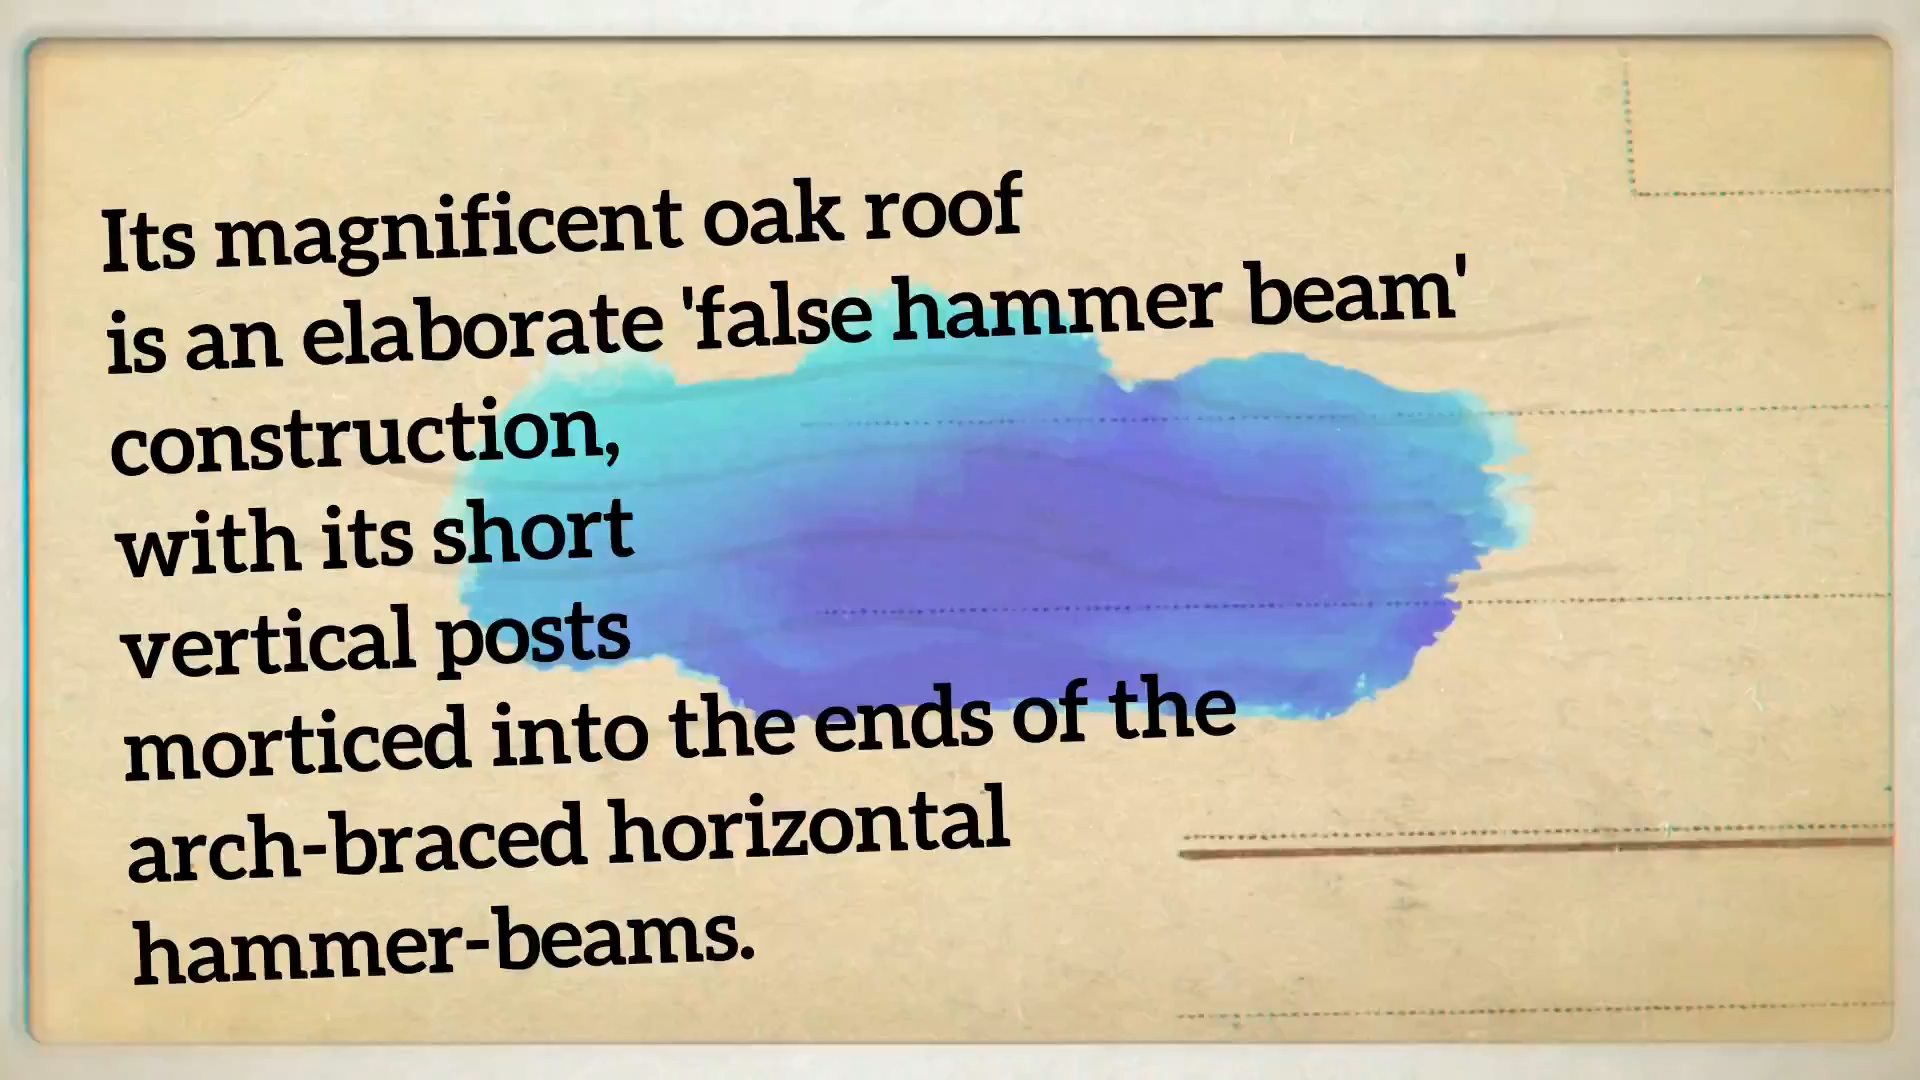 Its magnificent oak roof
is an elaborate 'false hammer beam'
construction,
with its short
vertical posts
morticed into the ends of the
arch-braced horizontal
hammer-beams.